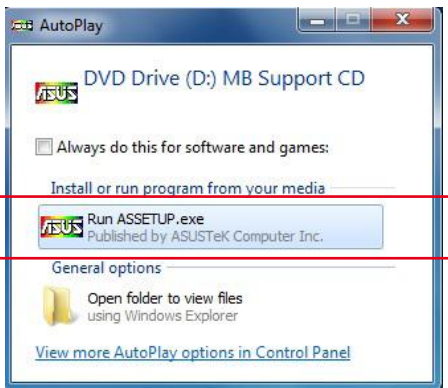 AutoPlay
DVD Drive (D:) MB Support CD
ASUS
Always do this for software and games:
Install or run program from your media
ASUS
Run ASSETUP.exe
Published by ASUSTeK Computer Inc.
General options
Open folder to view files
using Windows Explorer
View more AutoPlay options in Control Panel